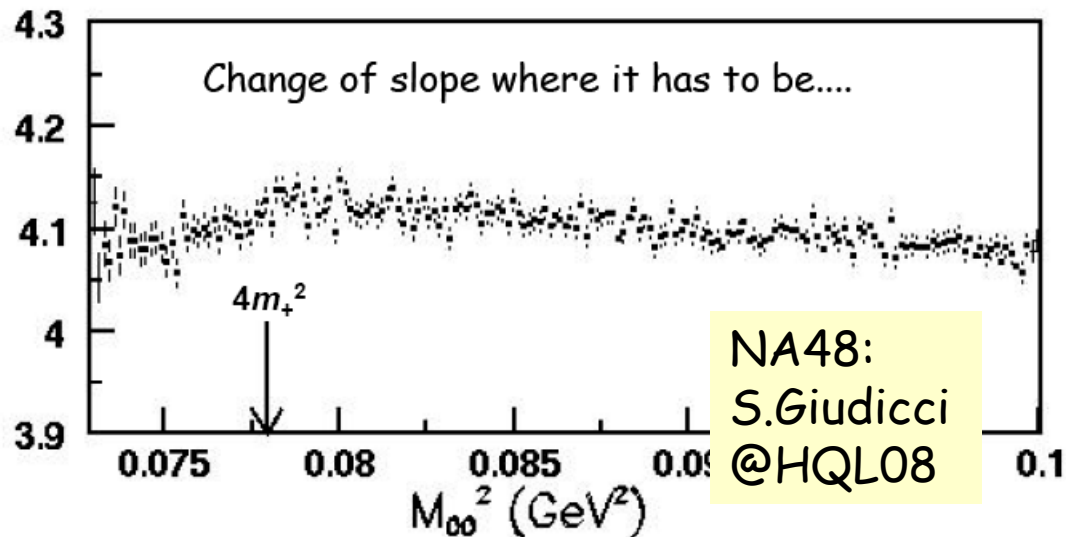 4.3
Change of slope where it has to be....
4.2
4.1
4m₊²
4
3.9
NA48:
S.Giudicci
@HQL08
0.075 0.08 0.085 0.1
M₀₀² (GeV²)